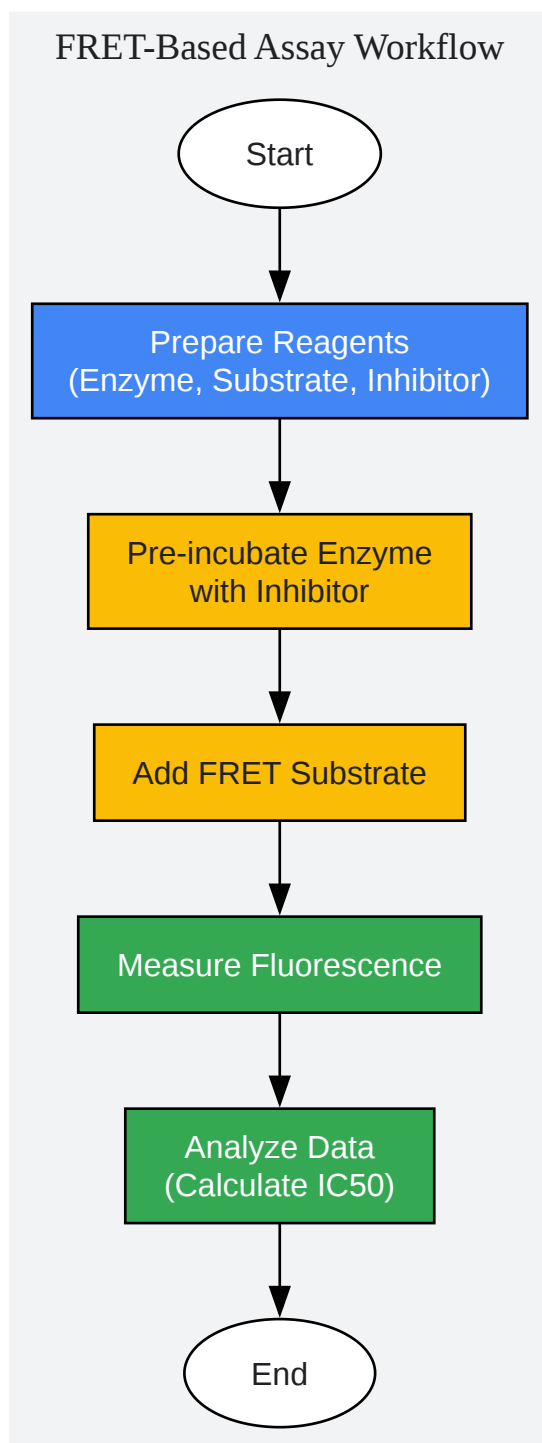 FRET-Based Assay Workflow
Start
Prepare Reagents
(Enzyme, Substrate, Inhibitor)
Pre-incubate Enzyme
with Inhibitor
Add FRET Substrate
Measure Fluorescence
Analyze Data
(Calculate IC50)
End